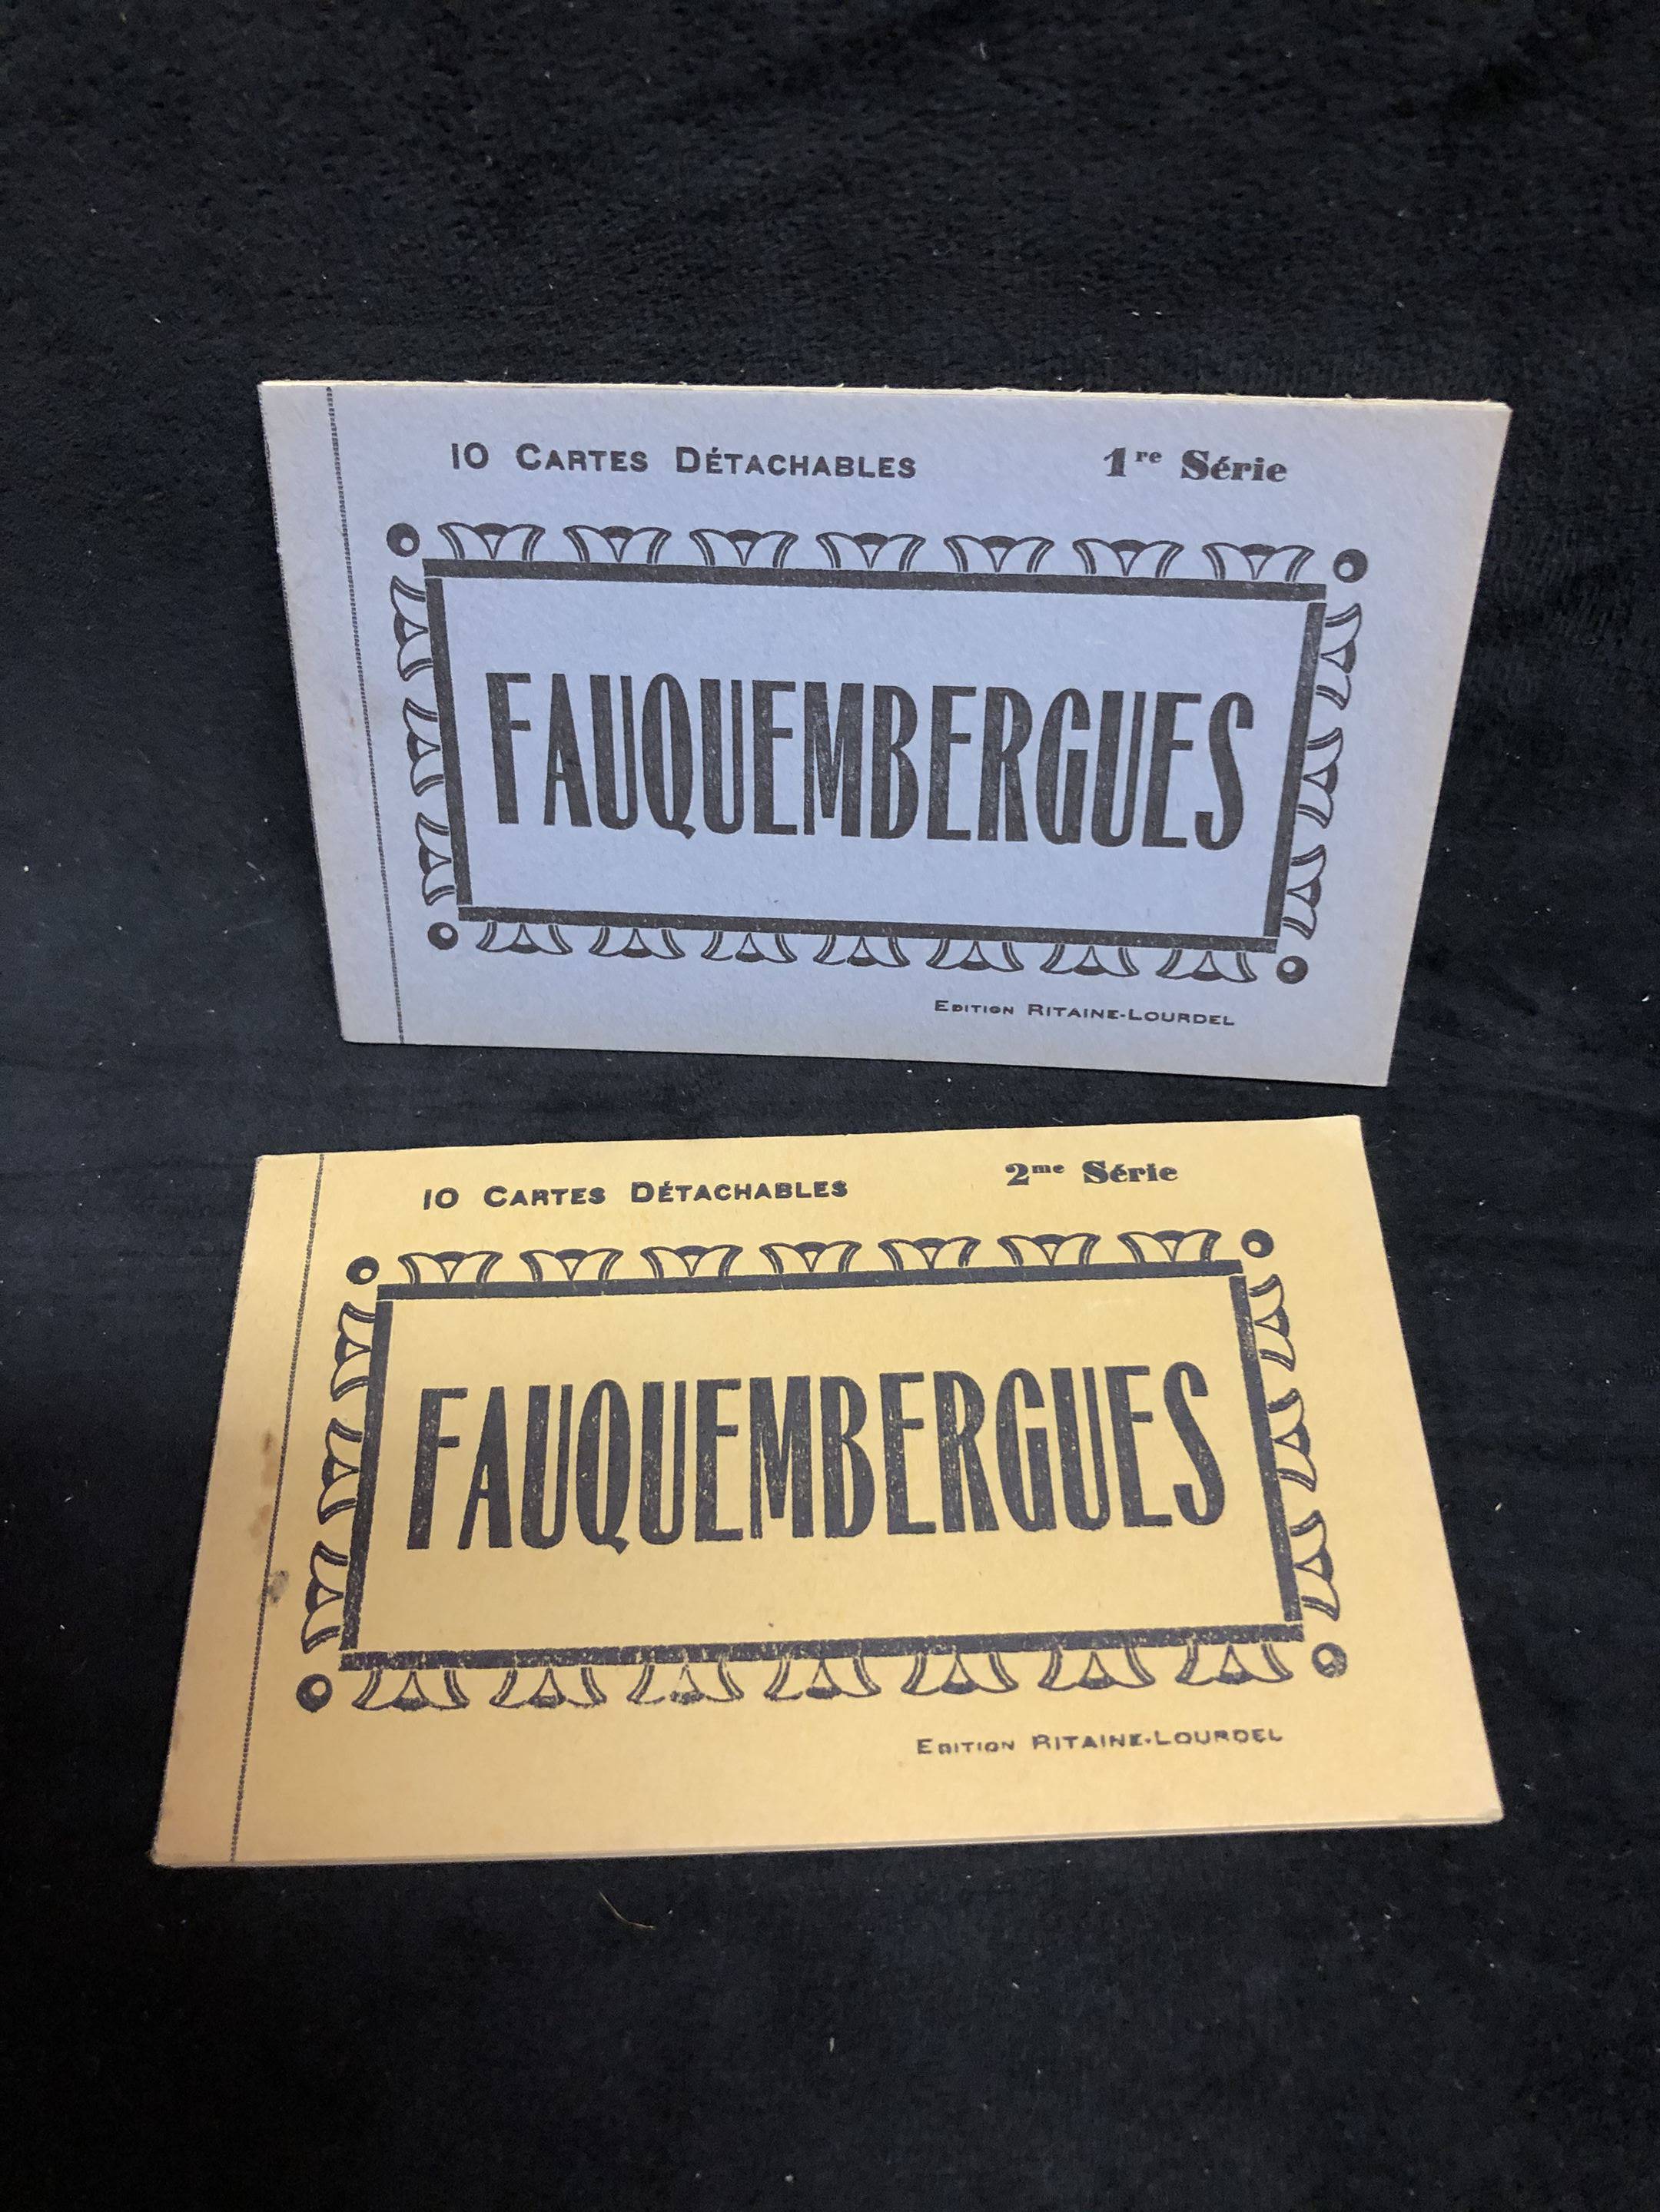 10 CARTES DÉTACHABLES 1re Série
FAUQUEMBERGUES
EDITION RITAINE-LOURDEL
10 CARTES DÉTACHABLES 2me Série
FAUQUEMBERGUES
EDITION RITAINE-LOURDEL